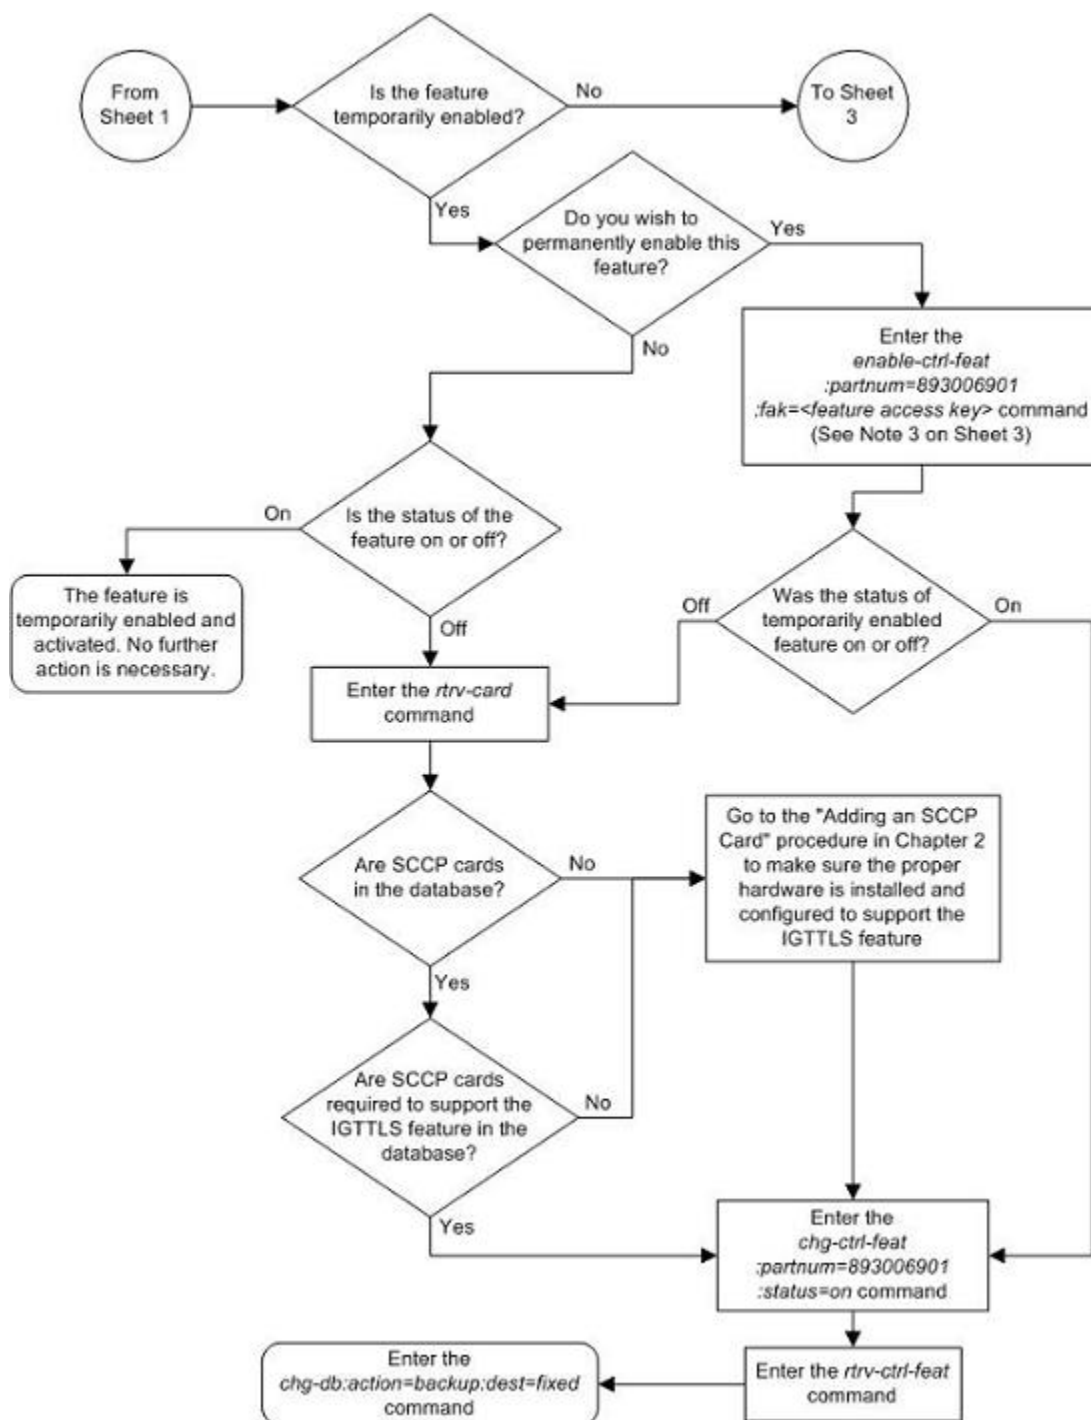 From
Sheet 1
Is the feature
temporarily enabled?
No
To Sheet
3
Yes
Do you wish to
permanently enable this
feature?
Yes
No
Enter the
enable-ctrl-feat
:partnum=893006901
:fak=<feature access key> command
(See Note 3 on Sheet 3)
On
Is the status of the
feature on or off?
The feature is
temporarily enabled and
activated. No further
action is necessary.
Off
Off
Was the status of
temporarily enabled
feature on or off?
On
Enter the rtrv-card
command
Are SCCP cards
in the database?
No
Go to the "Adding an SCCP
Card" procedure in Chapter 2
to make sure the proper
hardware is installed and
configured to support the
IGTTLS feature
Yes
Are SCCP cards
required to support the
IGTTLS feature in the
database?
No
Yes
Enter the
chg-ctrl-feat
:partnum=893006901
:status=on command
Enter the rtrv-ctrl-feat
command
Enter the
chg-db:action=backup:dest=fixed
command